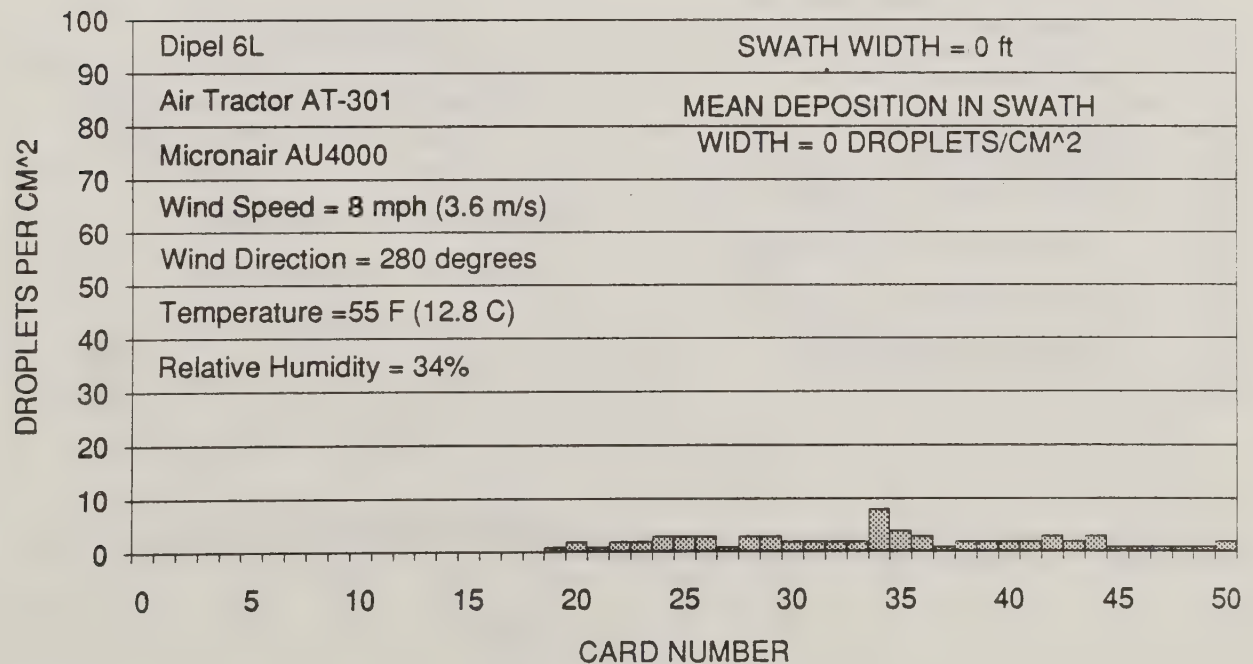 100
90
80
70
60
50
40
30
20
10
0
DROPLETS PER CM^2
Dipel 6L
Air Tractor AT-301
Micronair AU4000
Wind Speed = 8 mph (3.6 m/s)
Wind Direction = 280 degrees
Temperature =55 F (12.8 C)
Relative Humidity = 34%
SWATH WIDTH = 0 ft
MEAN DEPOSITION IN SWATH
WIDTH = 0 DROPLETS/CM^2
0 5 10 15 20 25 30 35 40 45 50
CARD NUMBER